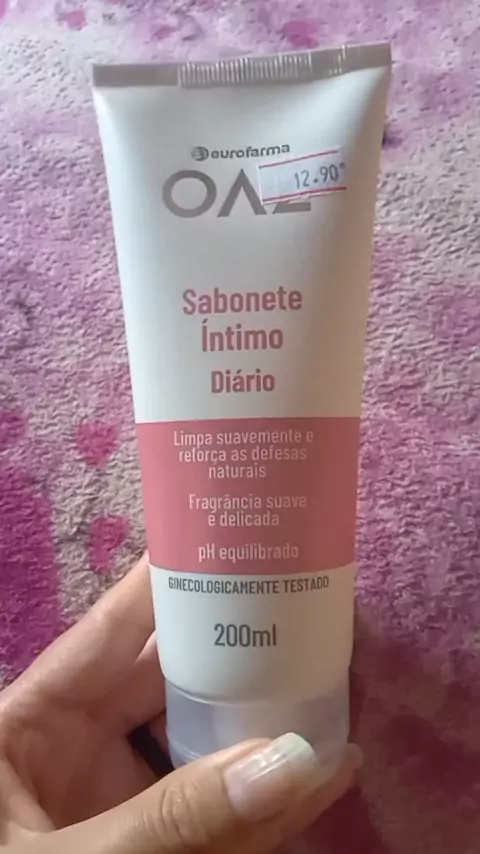 eurofarma
12.90
Sabonete
Íntimo
Diário
Limpa suavemente e
reforça as defesas
naturais
Fragrância suave
e delicada
pH equilibrado
GINECOLOGICAMENTE TESTADO
200ml